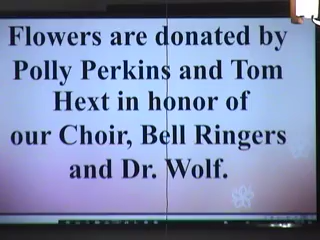 Flowers are donated by
Polly Perkins and Tom
Hext in honor of
our Choir, Bell Ringers
and Dr. Wolf.